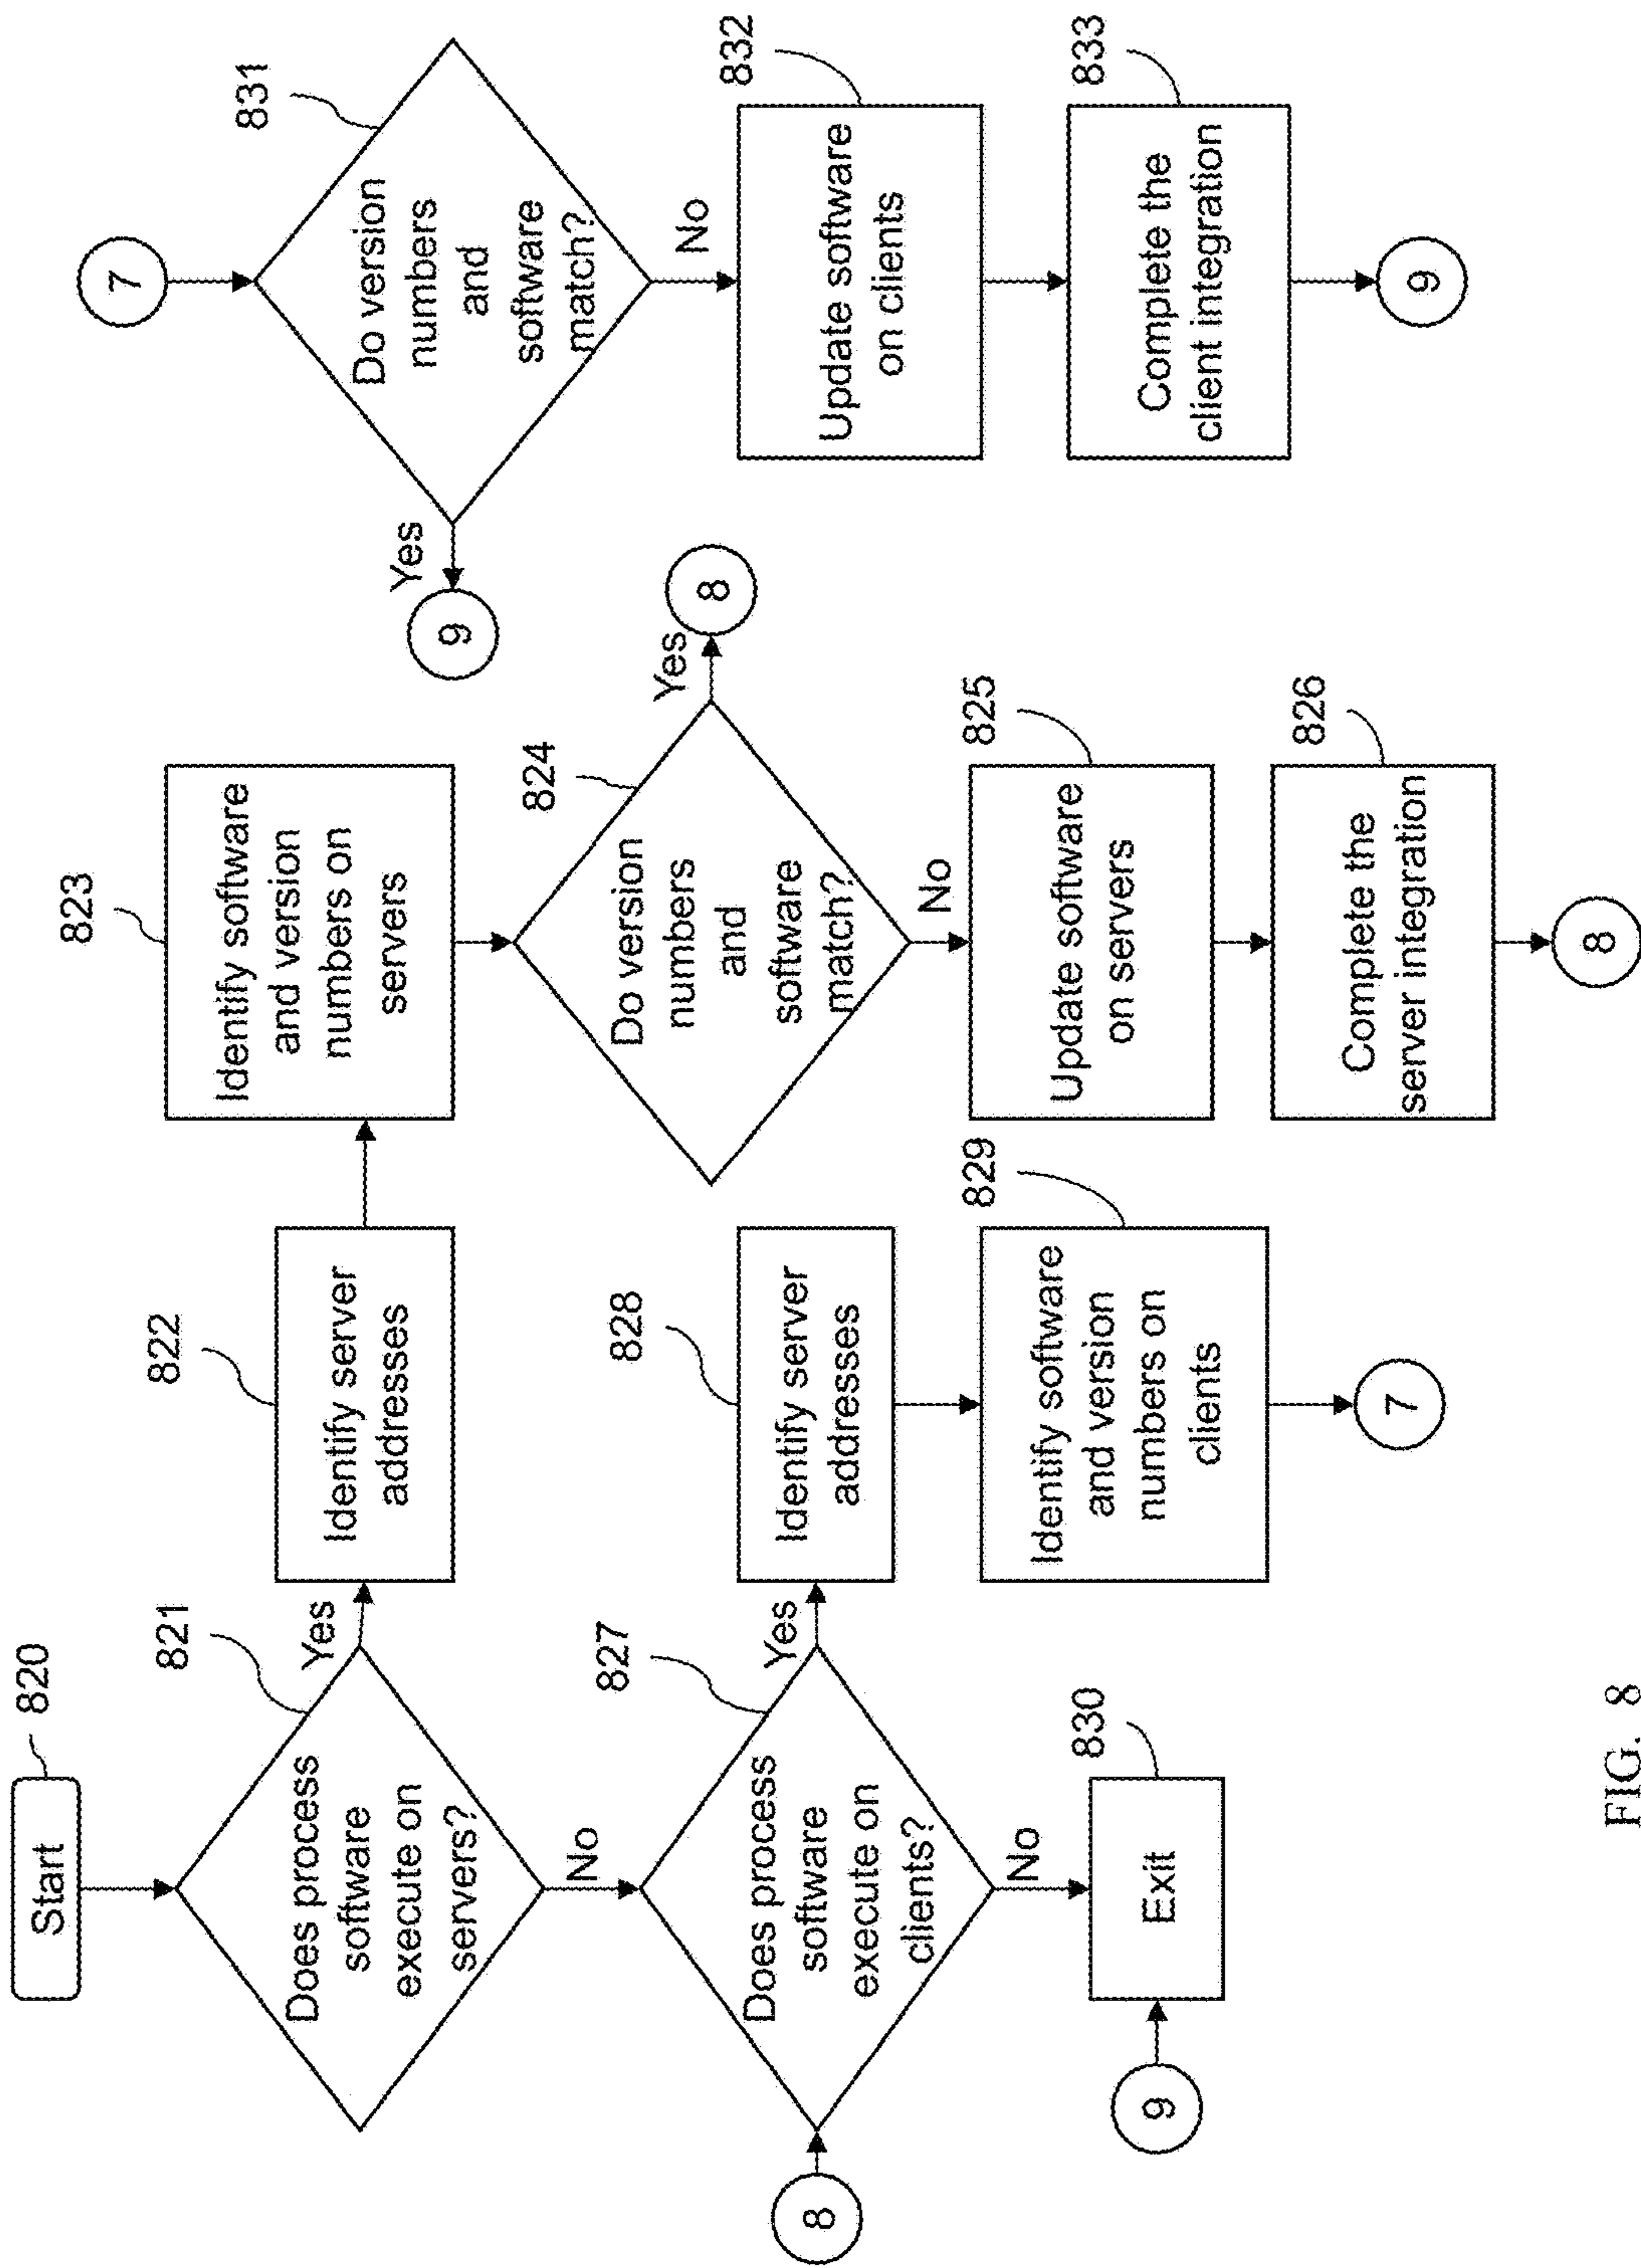 820
Start
821
Does process
software
execute on
servers?
Yes
No
822
Identify server
addresses
823
Identify software
and version
numbers on
servers
824
Do version
numbers
and
software
match?
Yes
8
No
825
Update software
on servers
826
Complete the
server integration
8
8
827
Does process
software
execute on
clients?
Yes
No
828
Identify server
addresses
829
Identify software
and version
numbers on
clients
7
9
830
Exit
7
831
Do version
numbers
and
software
match?
Yes
9
No
832
Update software
on clients
833
Complete the
client integration
9
FIG. 8